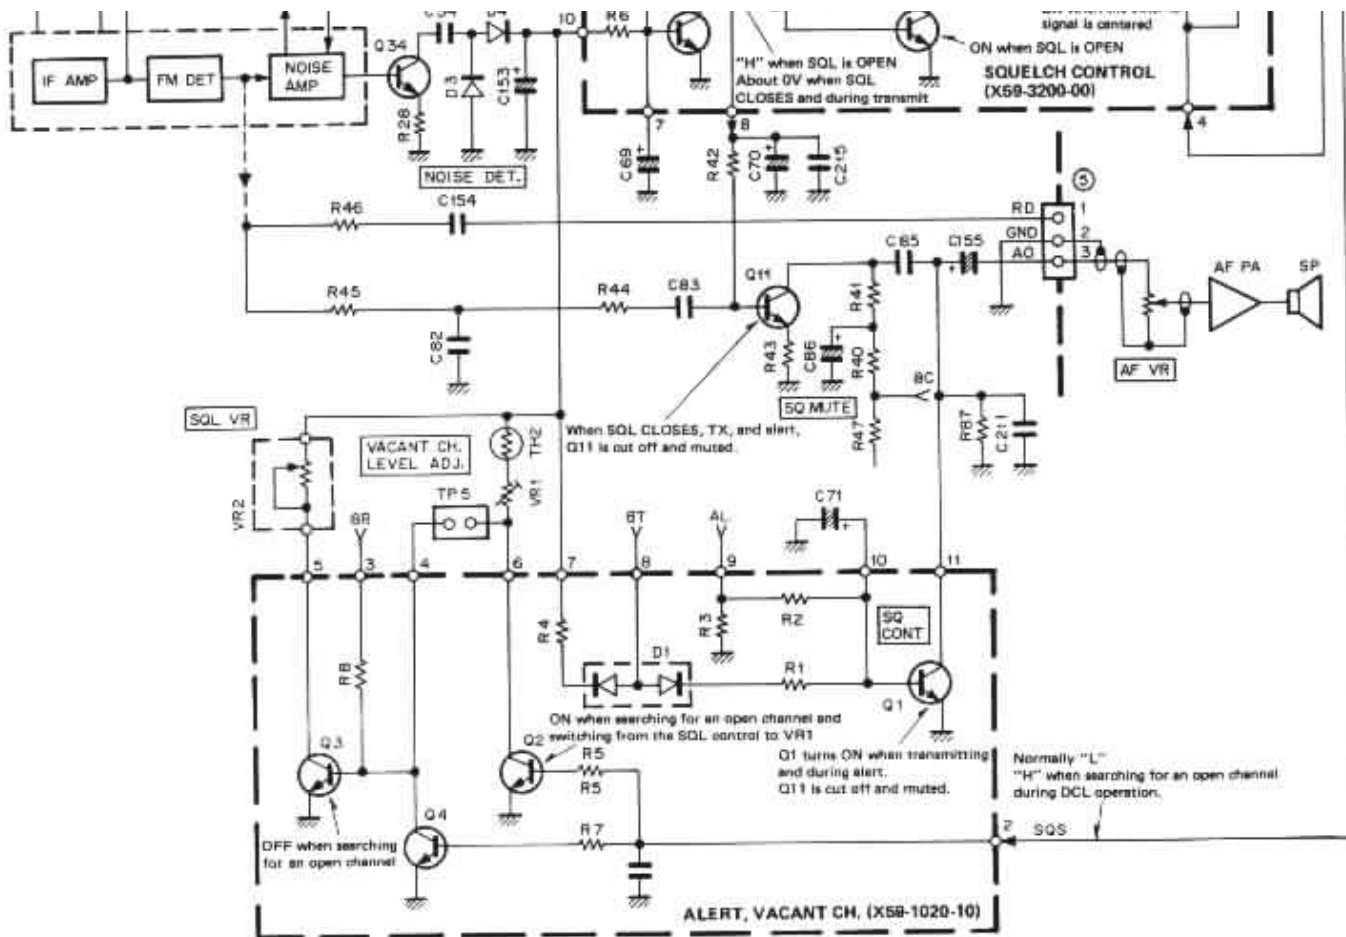 C34
D4
10
R6
signal is centered
Q34
ON when SQL is OPEN
IF AMP
FM DET
NOISE
AMP
D3
C153
"H" when SQL is OPEN
About 0V when SQL
CLOSES and during transmit
SQUELCH CONTROL
(X59-3200-00)
R28
7
8
4
NOISE DET.
C69
R42
C70
C215
5
R46
C154
RD
1
GND
2
AO
3
C85
C155
AF PA
SP
R45
R44
C83
Q11
R41
C82
R43
C86
R40
AF VR
8C
SQ MUTE
SQL VR
When SQL CLOSES, TX, and alert,
Q11 is cut off and muted.
R47
R87
C211
VACANT CH.
LEVEL ADJ.
TH2
VR1
VR2
8R
TP5
8T
AL
C71
5
3
4
6
7
8
9
10
11
R4
R3
R2
SQ
CONT
R8
D1
R1
Q1
ON when searching for an open channel and
switching from the SQL control to VR1
Q3
Q2
R5
R5
Q1 turns ON when transmitting
and during alert.
Q11 is cut off and muted.
Normally "L"
"H" when searching for an open channel
during DCL operation.
Q4
R7
2
SQS
OFF when searching
for an open channel
ALERT, VACANT CH. (X59-1020-10)